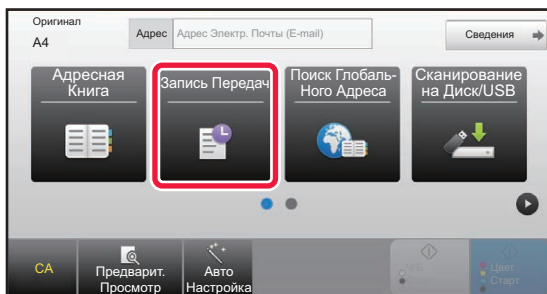 Оригинал
A4
Адрес
Адрес Электр. Почты (E-mail)
Сведения
Адресная
Книга
Запись Передач
Поиск Глобаль-
Ного Адреса
Сканирование
на Диск/USB
CA
Предварит.
Просмотр
Авто
Настройка
Ч/Б
Старт
Цвет
Старт